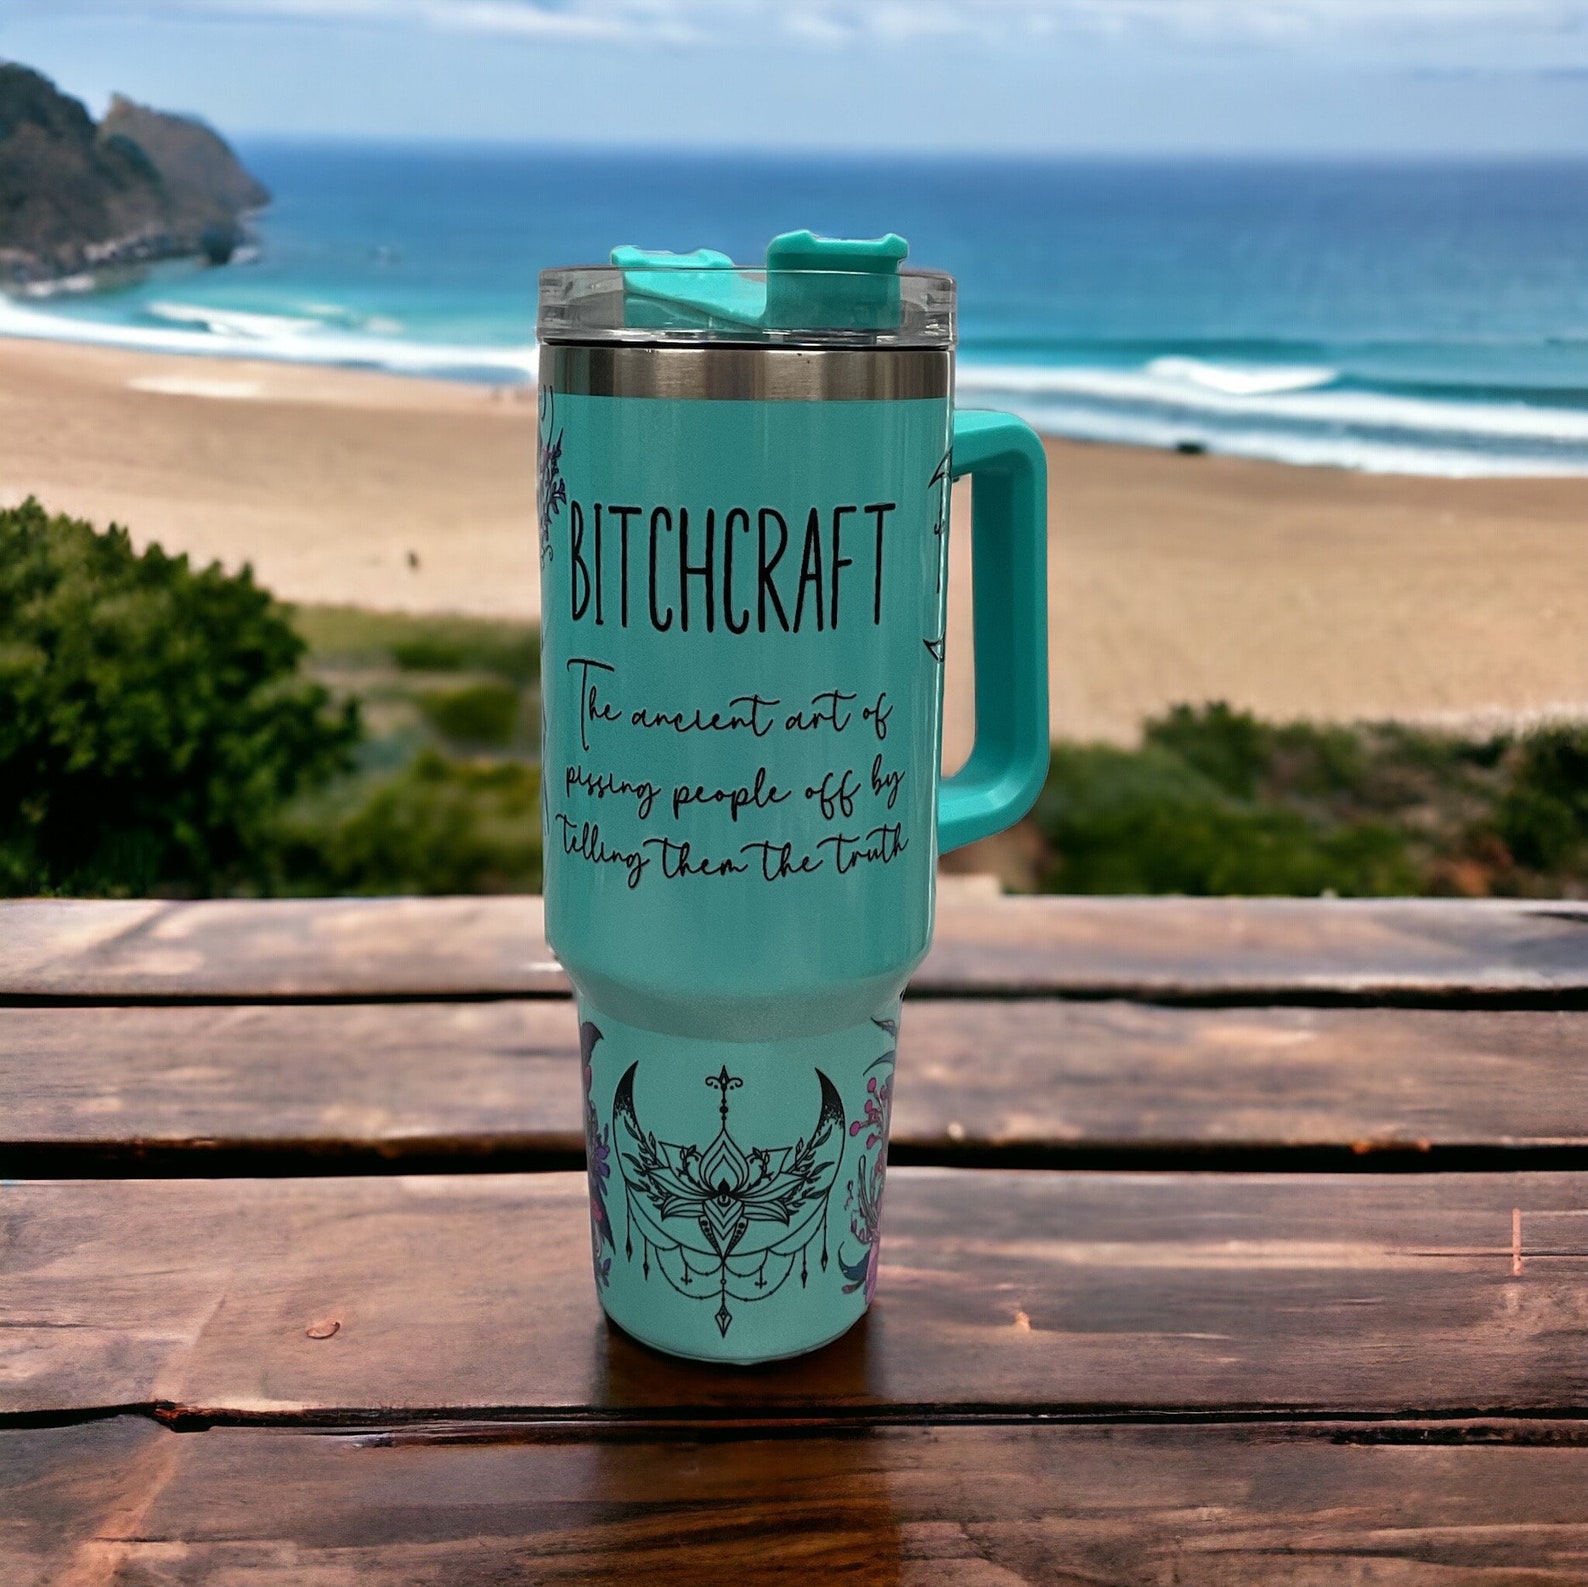 BITCHCRAFT
The ancient art of
pissing people off by
telling them the truth